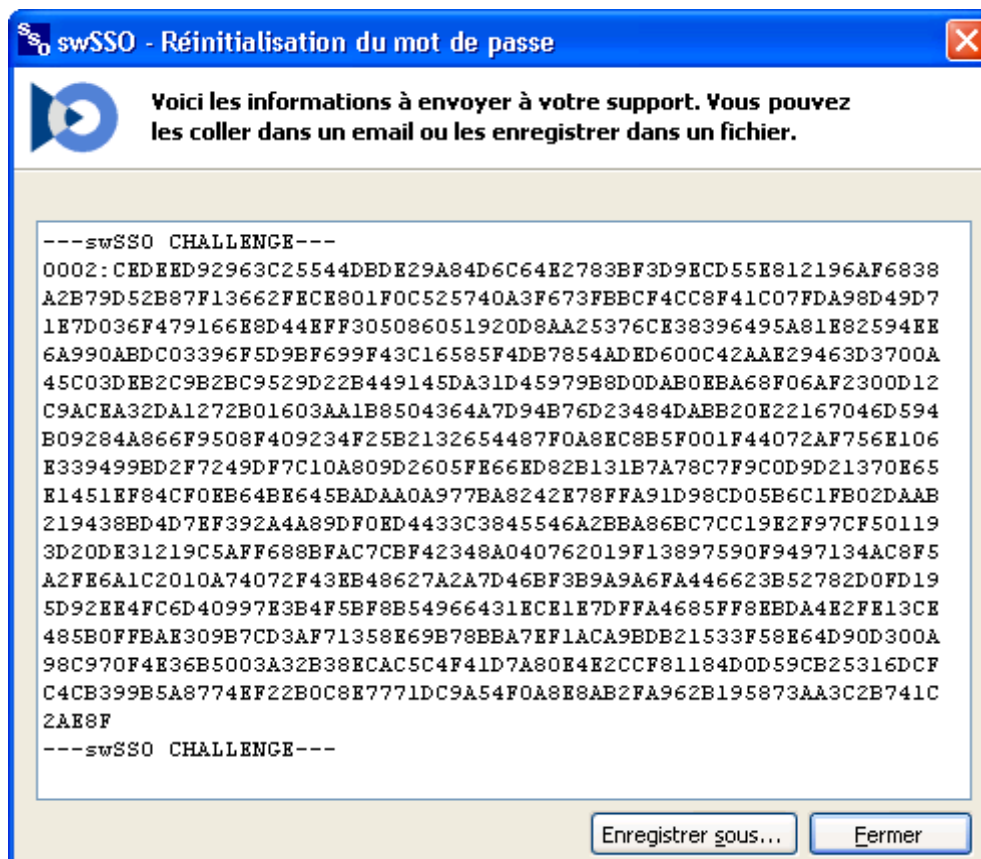 SSO swSSO - Réinitialisation du mot de passe
Voici les informations à envoyer à votre support. Vous pouvez
les coller dans un email ou les enregistrer dans un fichier.
---swSSO CHALLENGE---
0002:CEDEED92963C25544DBDE29A84D6C64E2783BF3D9ECD55E812196AF6838
A2B79D52B87F13662FECE801F0C525740A3F673FBBCF4CC8F41C07FDA98D49D7
1E7D036F479166E8D44EFF305086051920D8AA25376CE38396495A81E82594EE
6A990ABDC03396F5D9BF699F43C16585F4DB7854ADED600C42AAE29463D3700A
45C03DEB2C9B2BC9529D22B449145DA31D45979B8D0DAB0EBA68F06AF2300D12
C9ACEA32DA1272B01603AA1B8504364A7D94B76D23484DABB20E22167046D594
B09284A866F9508F409234F25B2132654487F0A8EC8B5F001F44072AF756E106
E339499BD2F7249DF7C10A809D2605FE66ED82B131B7A78C7F9C0D9D21370E65
E1451EF84CF0EB64BE645BADAA0A977BA8242E78FFA91D98CD05B6C1FB02DAAB
219438BD4D7EF392A4A89DF0ED4433C3845546A2BBA86BC7CC19E2F97CF50119
3D20DE31219C5AFF688BFAC7CBF42348A040762019F13897590F9497134AC8F5
A2FE6A1C2010A74072F43EB48627A2A7D46BF3B9A9A6FA446623B52782D0FD19
5D92EE4FC6D40997E3B4F5BF8B54966431ECE1E7DFFA4685FF8EBDA4E2FE13CE
485B0FFBAE309B7CD3AF71358E69B78BBA7EF1ACA9BDB21533F58E64D90D300A
98C970F4E36B5003A32B38ECAC5C4F41D7A80E4E2CCF81184D0D59CB25316DCF
C4CB399B5A8774EF22B0C8E7771DC9A54F0A8E8AB2FA962B195873AA3C2B741C
2AE8F
---swSSO CHALLENGE---
Enregistrer sous... Fermer